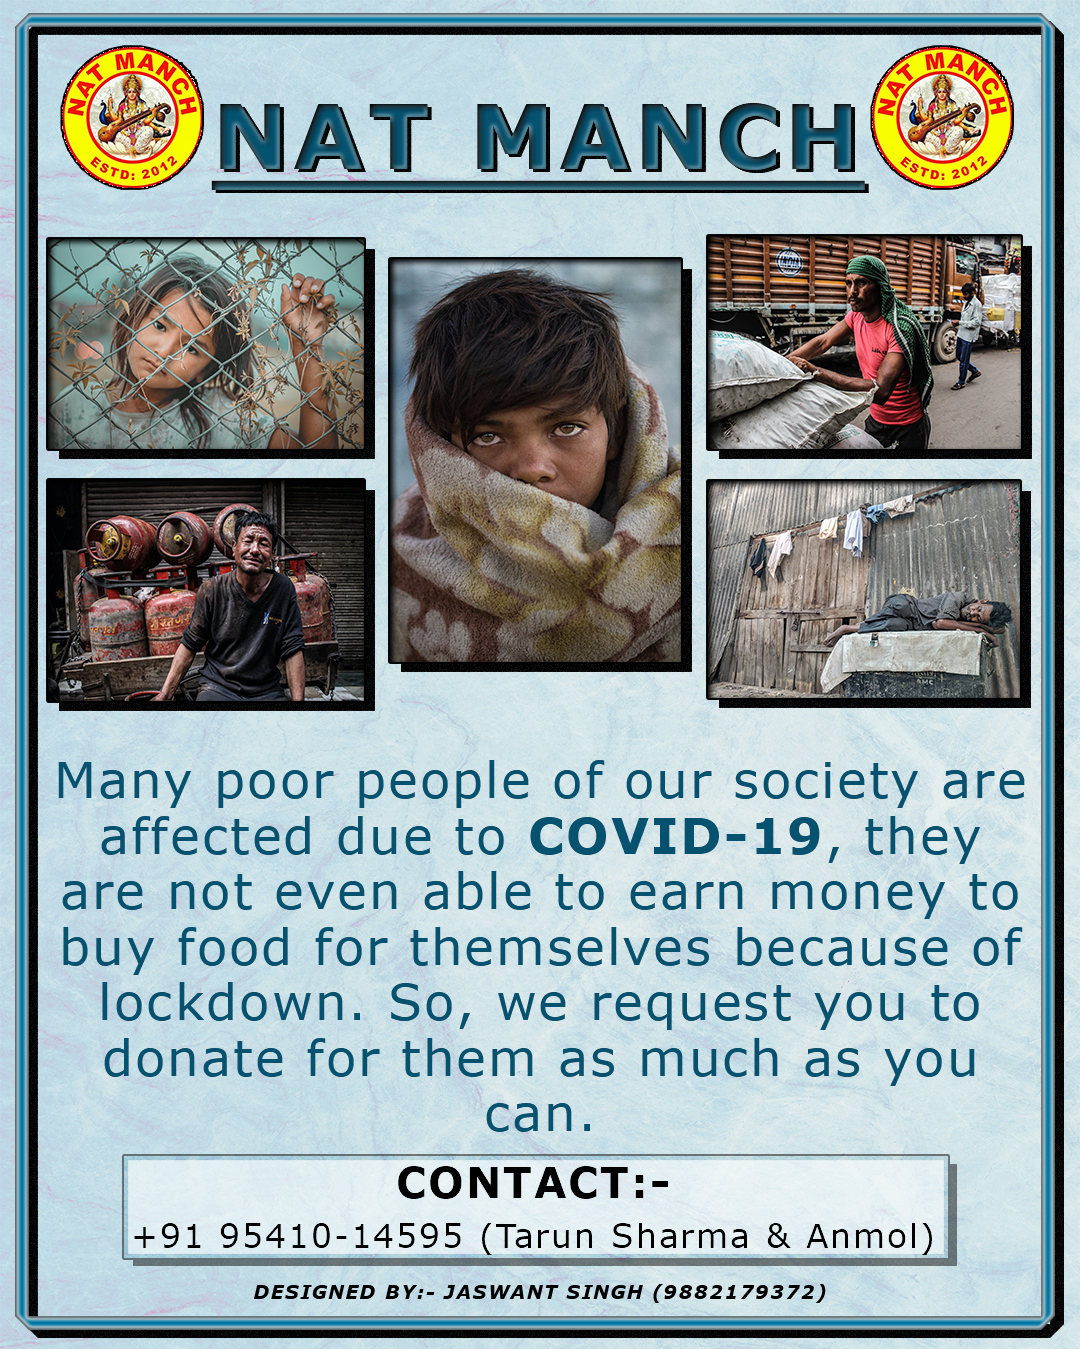 NAT MANCH
ESTD: 2012
NAT MANCH
NAT MANCH
ESTD: 2012
INDIA
Many poor people of our society are
affected due to COVID-19, they
are not even able to earn money to
buy food for themselves because of
lockdown. So, we request you to
donate for them as much as you
can.
CONTACT:-
+91 95410-14595 (Tarun Sharma & Anmol)
DESIGNED BY:- JASWANT SINGH (9882179372)